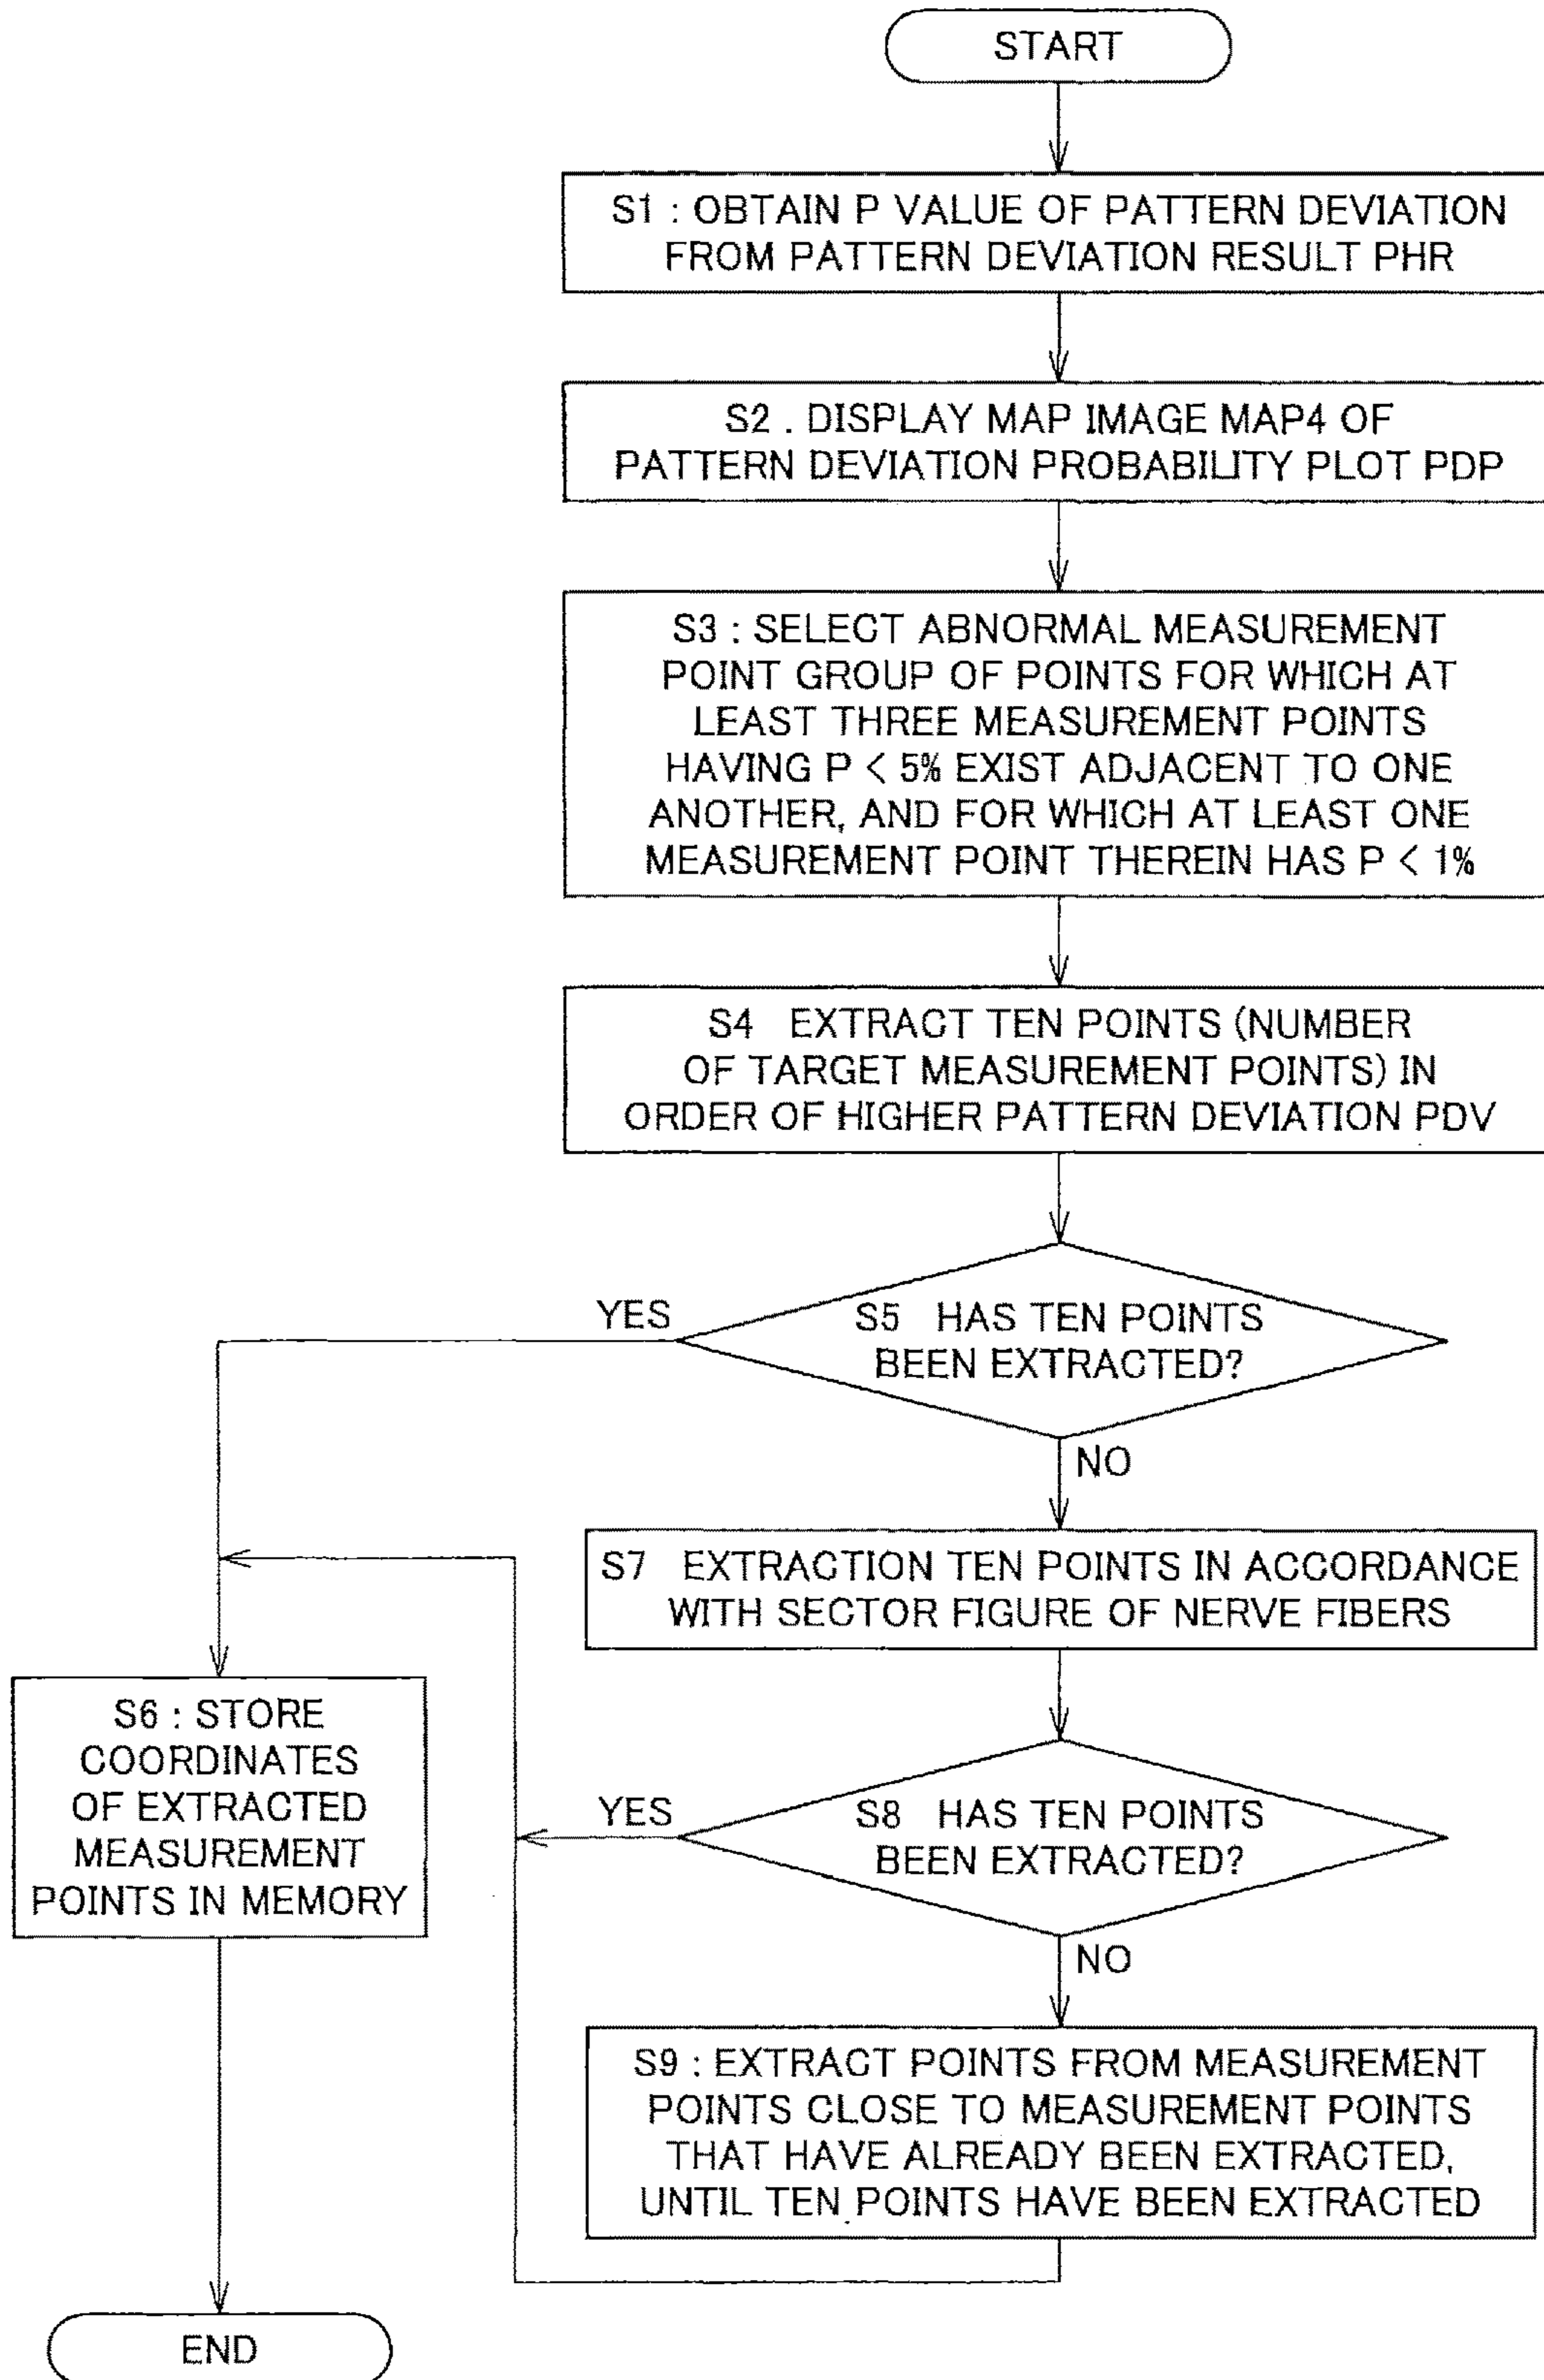 START
S1 : OBTAIN P VALUE OF PATTERN DEVIATION
FROM PATTERN DEVIATION RESULT PHR
S2 . DISPLAY MAP IMAGE MAP4 OF
PATTERN DEVIATION PROBABILITY PLOT PDP
S3 : SELECT ABNORMAL MEASUREMENT
POINT GROUP OF POINTS FOR WHICH AT
LEAST THREE MEASUREMENT POINTS
HAVING P < 5% EXIST ADJACENT TO ONE
ANOTHER, AND FOR WHICH AT LEAST ONE
MEASUREMENT POINT THEREIN HAS P < 1%
S4 EXTRACT TEN POINTS (NUMBER
OF TARGET MEASUREMENT POINTS) IN
ORDER OF HIGHER PATTERN DEVIATION PDV
YES
S5 HAS TEN POINTS
BEEN EXTRACTED?
NO
S7 EXTRACTION TEN POINTS IN ACCORDANCE
WITH SECTOR FIGURE OF NERVE FIBERS
S6 : STORE
COORDINATES
OF EXTRACTED
MEASUREMENT
POINTS IN MEMORY
YES
S8 HAS TEN POINTS
BEEN EXTRACTED?
NO
S9 : EXTRACT POINTS FROM MEASUREMENT
POINTS CLOSE TO MEASUREMENT POINTS
THAT HAVE ALREADY BEEN EXTRACTED,
UNTIL TEN POINTS HAVE BEEN EXTRACTED
END